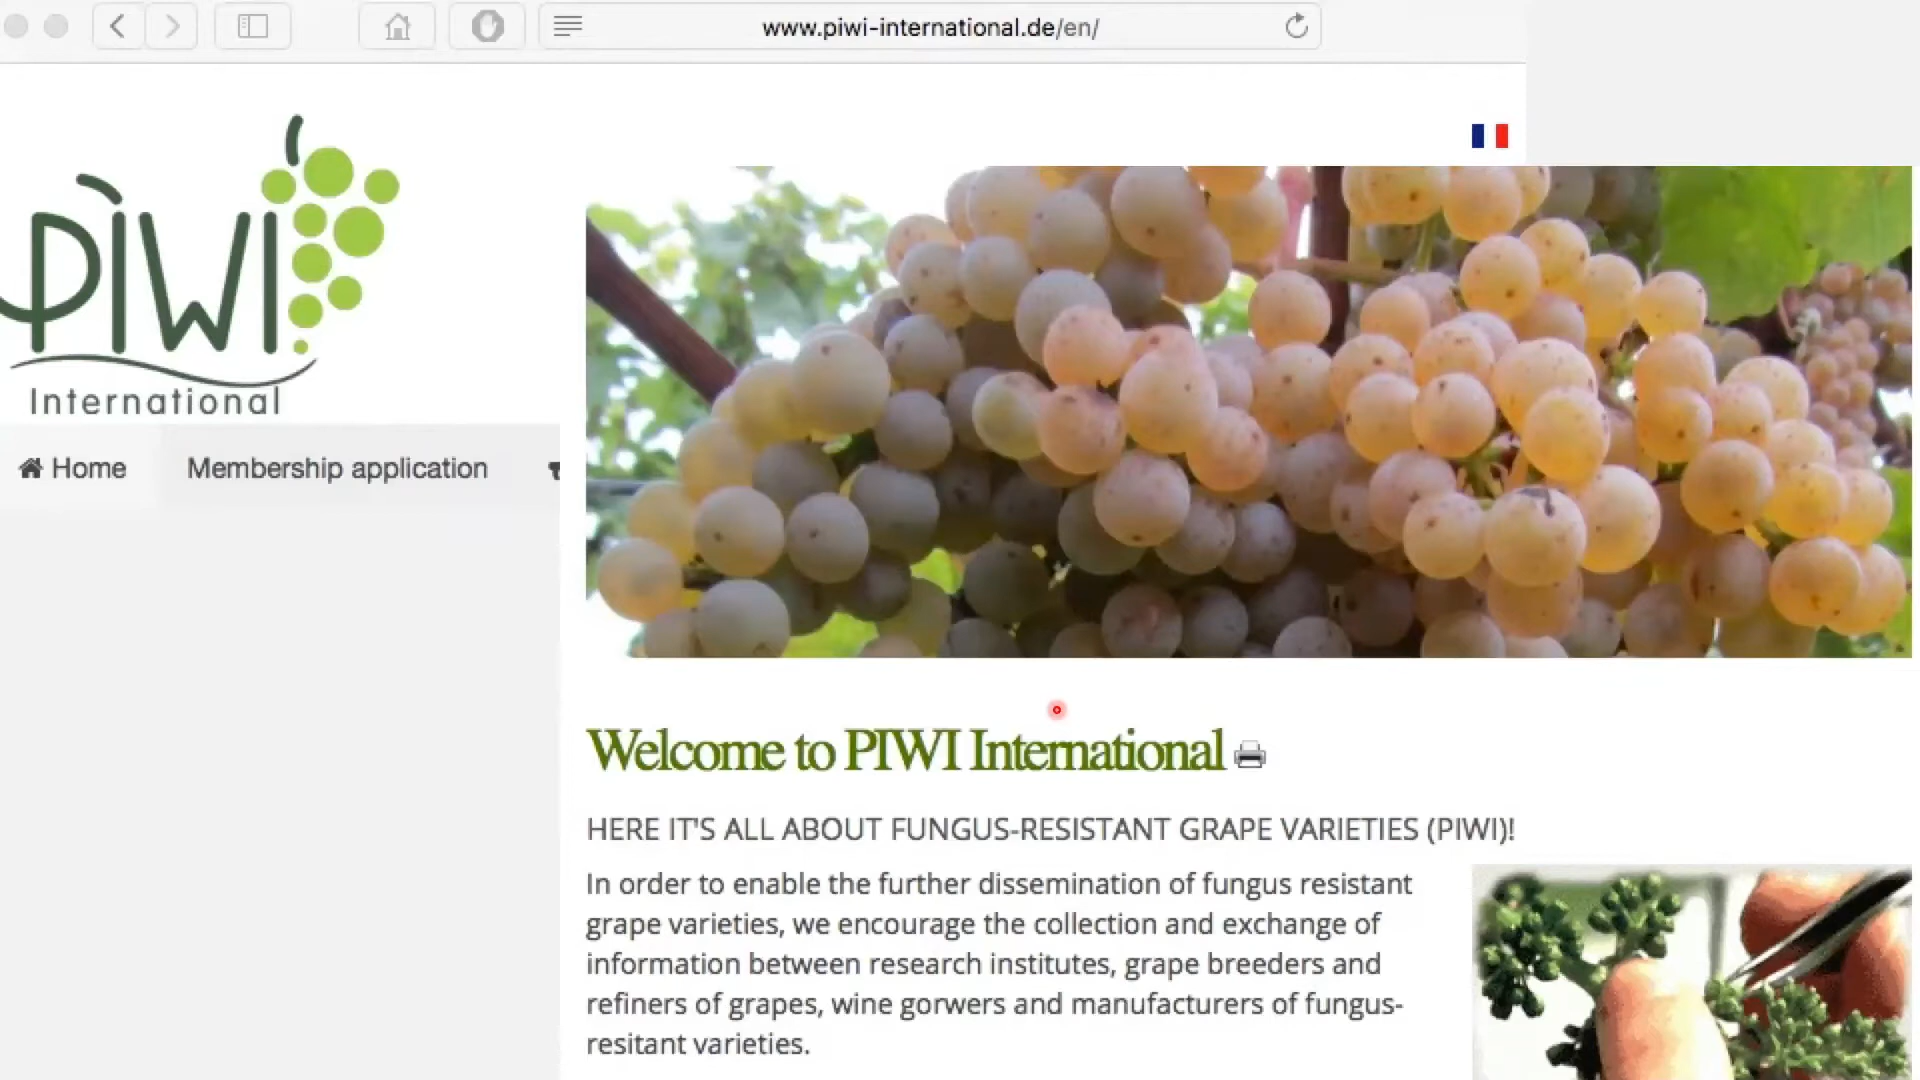 www.piwi-international.de/en/
PIWI
International
Home
Membership application
Welcome to PIWI International
HERE IT'S ALL ABOUT FUNGUS-RESISTANT GRAPE VARIETIES (PIWI)!
In order to enable the further dissemination of fungus resistant
grape varieties, we encourage the collection and exchange of
information between research institutes, grape breeders and
refiners of grapes, wine gorwers and manufacturers of fungus-
resitant varieties.